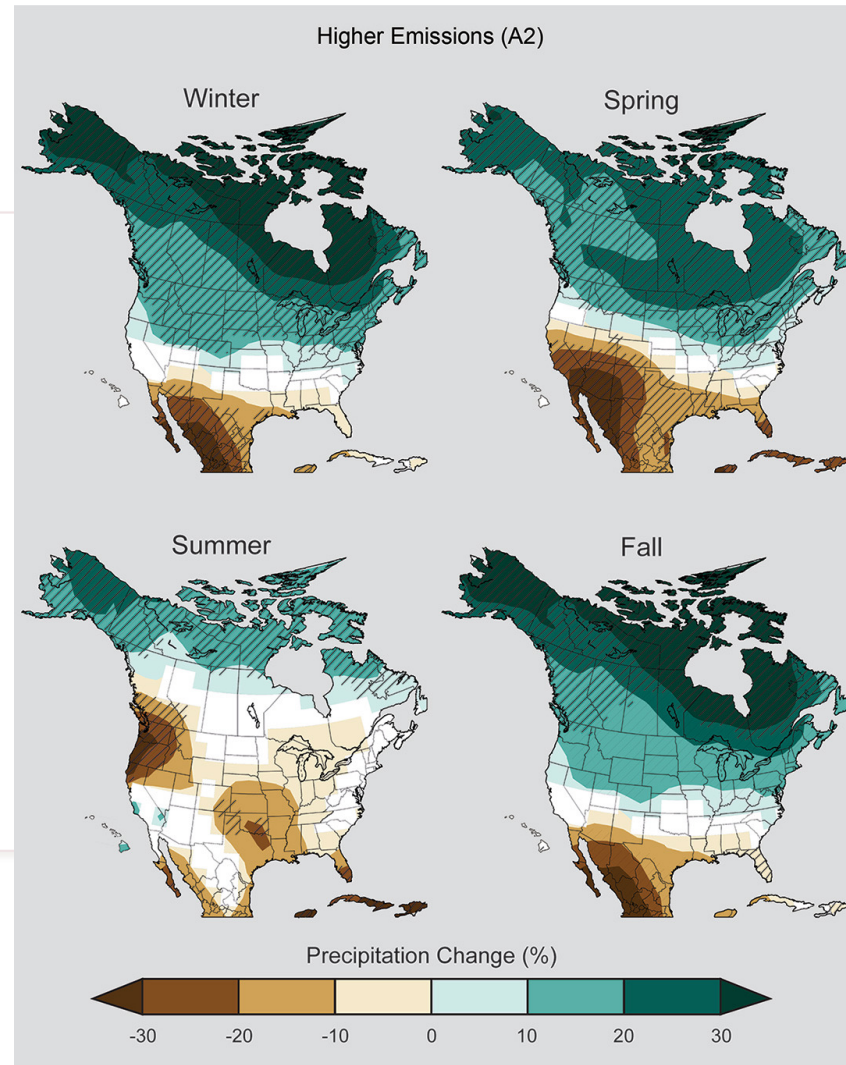 Higher Emissions (A2)
Winter
Spring
Summer
Fall
Precipitation Change (%)
-30 -20 -10 0 10 20 30